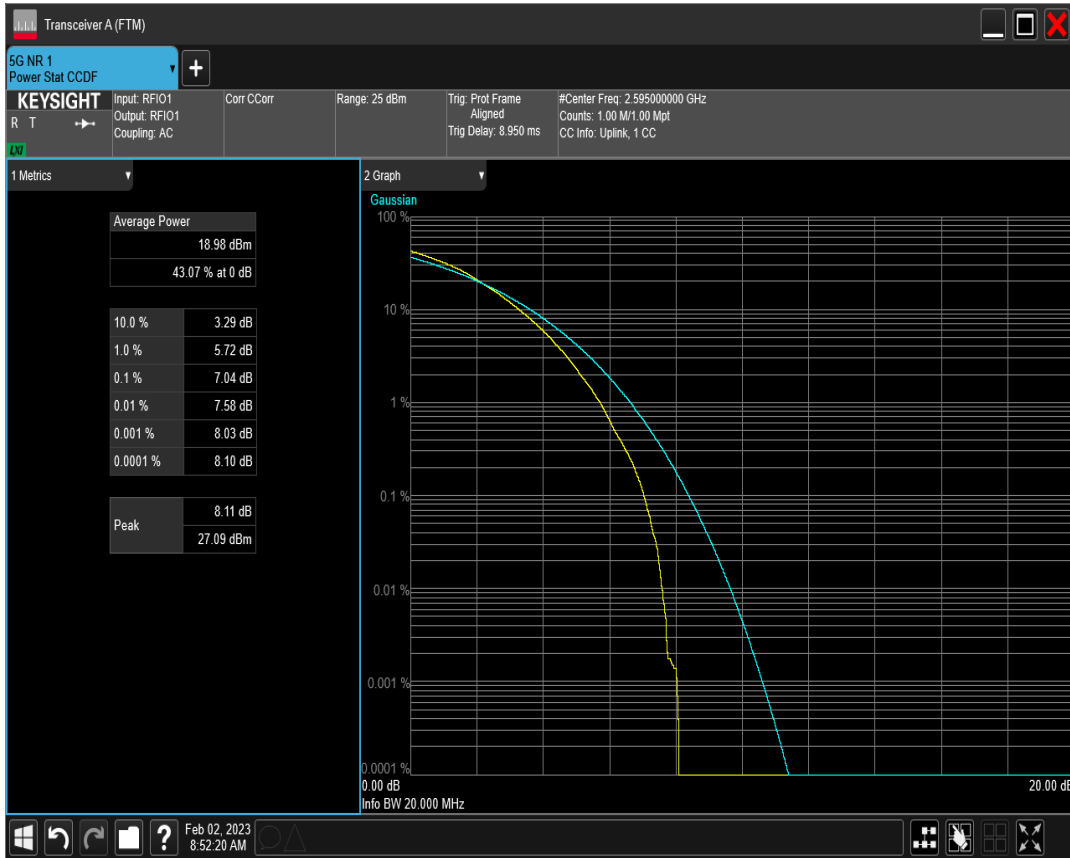 Transceiver A (FTM)
5G NR 1
Power Stat CCDF
+
KEYSIGHT
R T
LXI
Input: RFIO1
Output: RFIO1
Coupling: AC
Corr CCorr
Range: 25 dBm
Trig: Prot Frame
Aligned
Trig Delay: 8.950 ms
#Center Freq: 2.595000000 GHz
Counts: 1.00 M/1.00 Mpt
CC Info: Uplink, 1 CC
1 Metrics
Average Power
18.98 dBm
43.07 % at 0 dB
10.0 % 3.29 dB
1.0 % 5.72 dB
0.1 % 7.04 dB
0.01 % 7.58 dB
0.001 % 8.03 dB
0.0001 % 8.10 dB
Peak
8.11 dB
27.09 dBm
2 Graph
Gaussian
100 %
10 %
1 %
0.1 %
0.01 %
0.001 %
0.0001 %
0.00 dB 20.00 dB
Info BW 20.000 MHz
?
Feb 02, 2023
8:52:20 AM